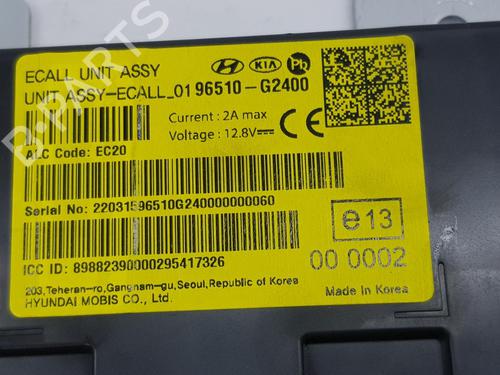 HYUNDAI KIA Pb
ECALL UNIT ASSY
UNIT ASSY-ECALL_01 96510-G2400
Current : 2A max
Voltage : 12.8V⎓ CE
ALC Code: EC20
Serial No: 22031596510G240000000060
e13
ICC ID: 89882390000295417326
00 0002
203, Teheran-ro, Gangnam-gu, Seoul, Republic of Korea
HYUNDAI MOBIS CO., Ltd.
Made In Korea
B-PARTS